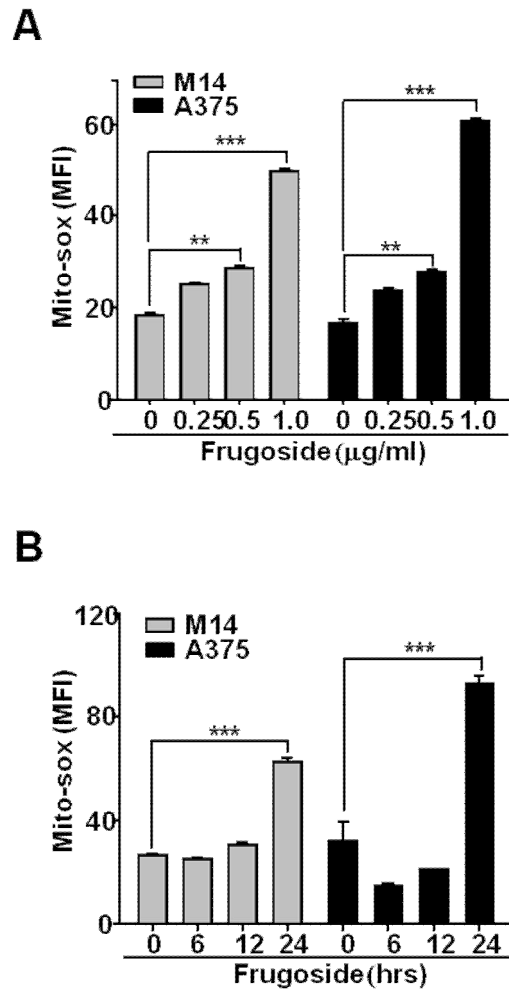 A
M14
A375
Mito-sox (MFI)
60
40
20
0
***
**
***
**
0 0.25 0.5 1.0 0 0.25 0.5 1.0
Frugoside (μg/ml)
B
M14
A375
Mito-sox (MFI)
120
80
40
0
***
***
0 6 12 24 0 6 12 24
Frugoside (hrs)